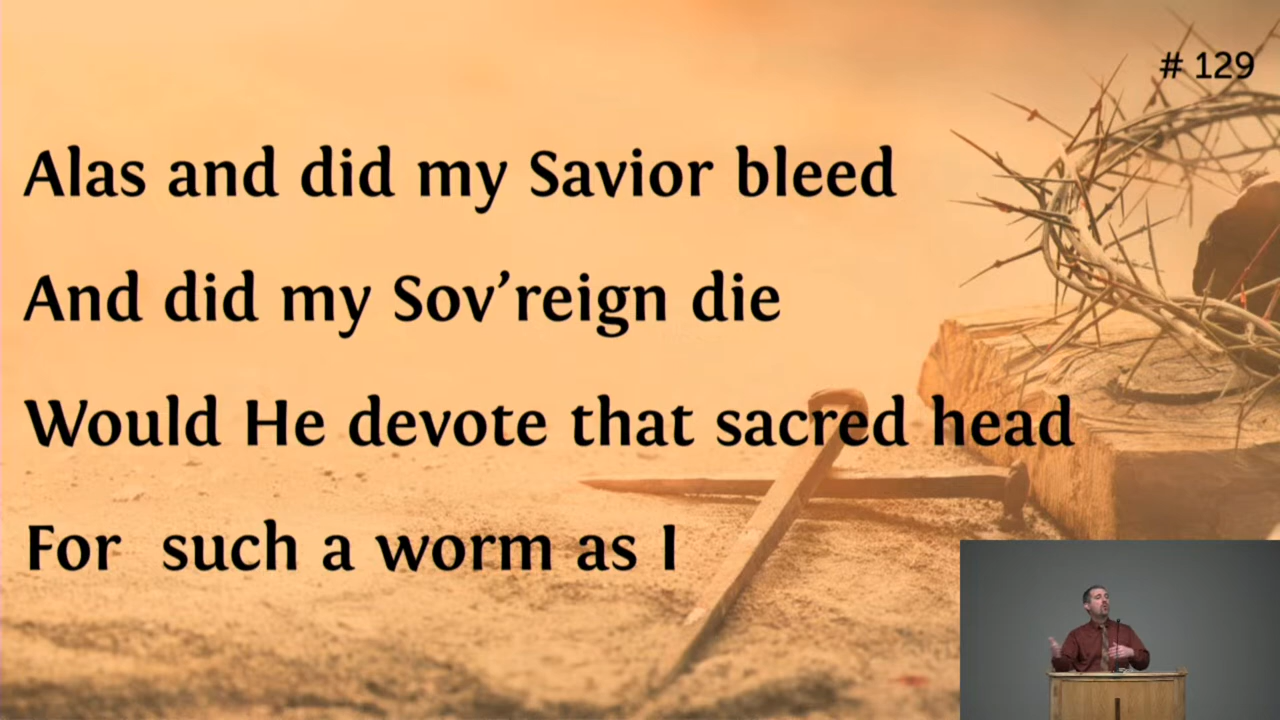 # 129
Alas and did my Savior bleed
And did my Sov’reign die
Would He devote that sacred head
For such a worm as I